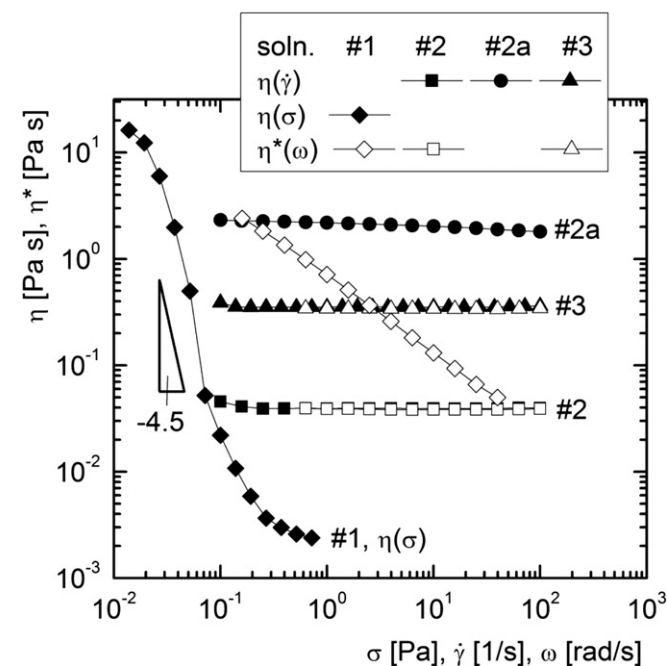 soln. #1 #2 #2a #3
η(γ̇)
η(σ)
η*(ω)
η [Pa s], η* [Pa s]
10¹
10⁰
10⁻¹
10⁻²
10⁻³
#2a
#3
-4.5
#2
#1, η(σ)
10⁻² 10⁻¹ 10⁰ 10¹ 10² 10³
σ [Pa], γ̇ [1/s], ω [rad/s]